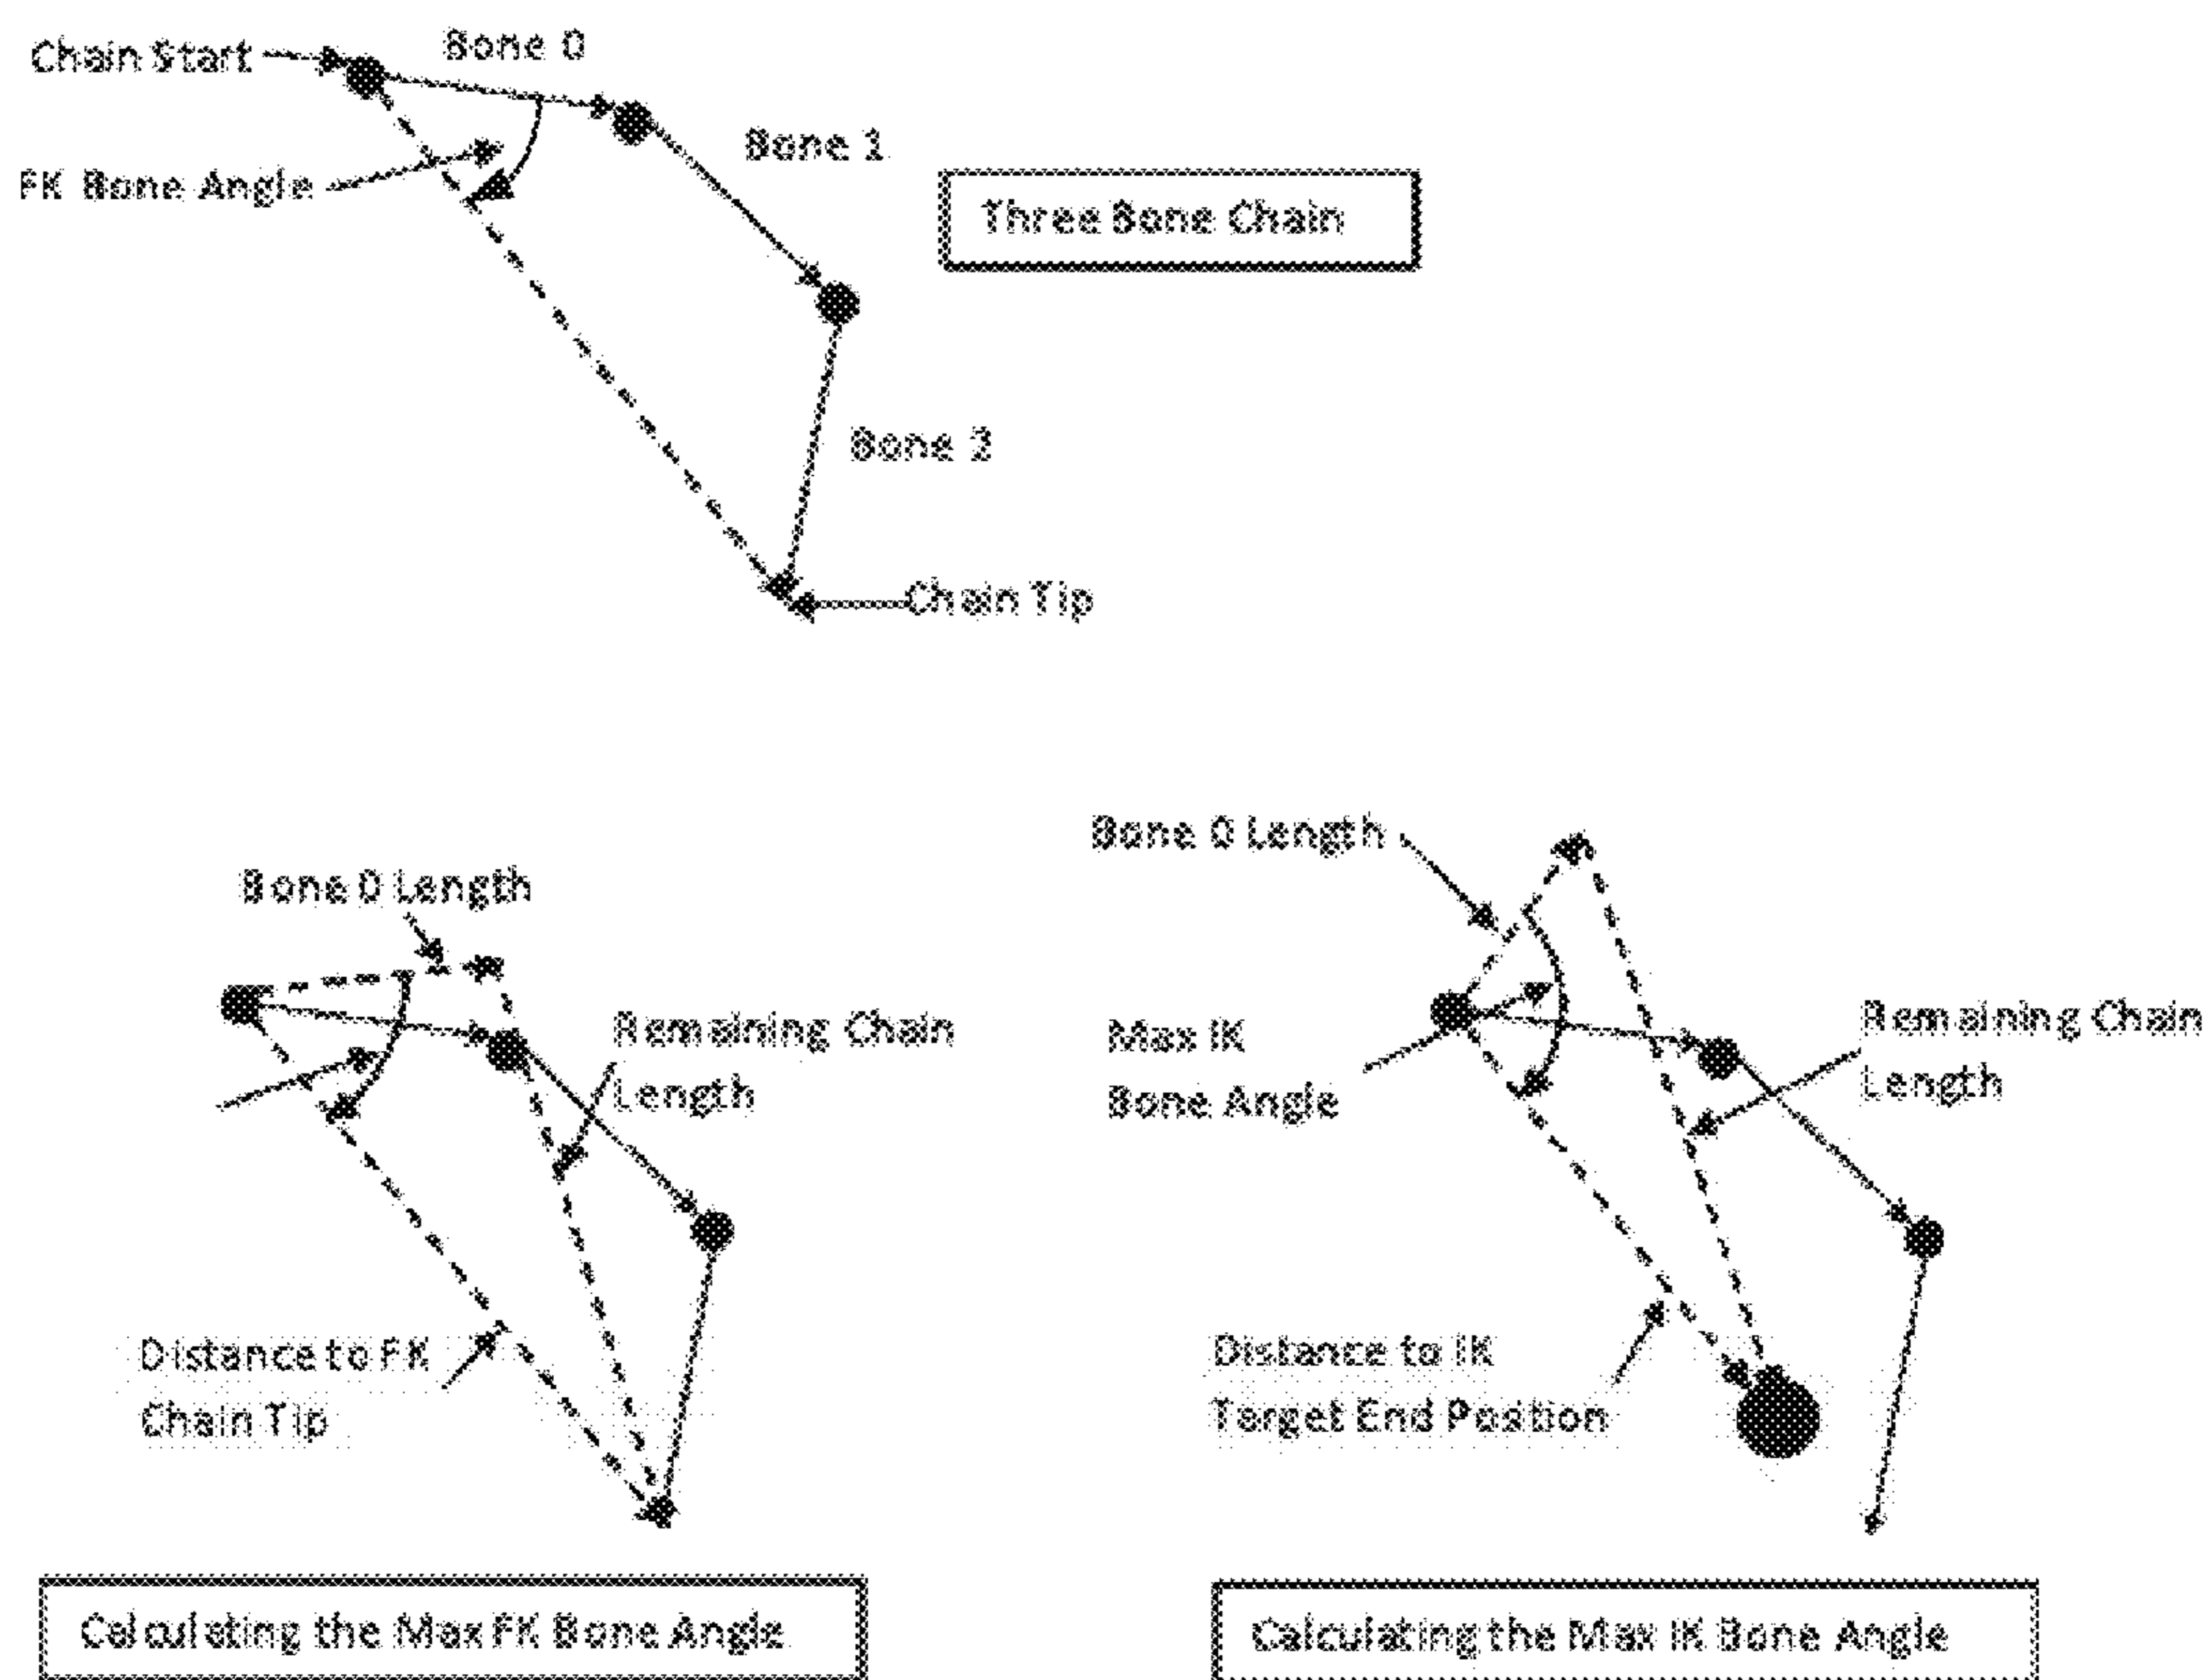 Chain Start
Bone 0
Bone 1
FK Bone Angle
Three Bone Chain
Bone 2
Chain Tip
Bone 0 Length
Remaining Chain
Length
Distance to FK
Chain Tip
Calculating the Max FK Bone Angle
Bone 0 Length
Max IK
Bone Angle
Remaining Chain
Length
Distance to IK
Target End Position
Calculating the Max IK Bone Angle